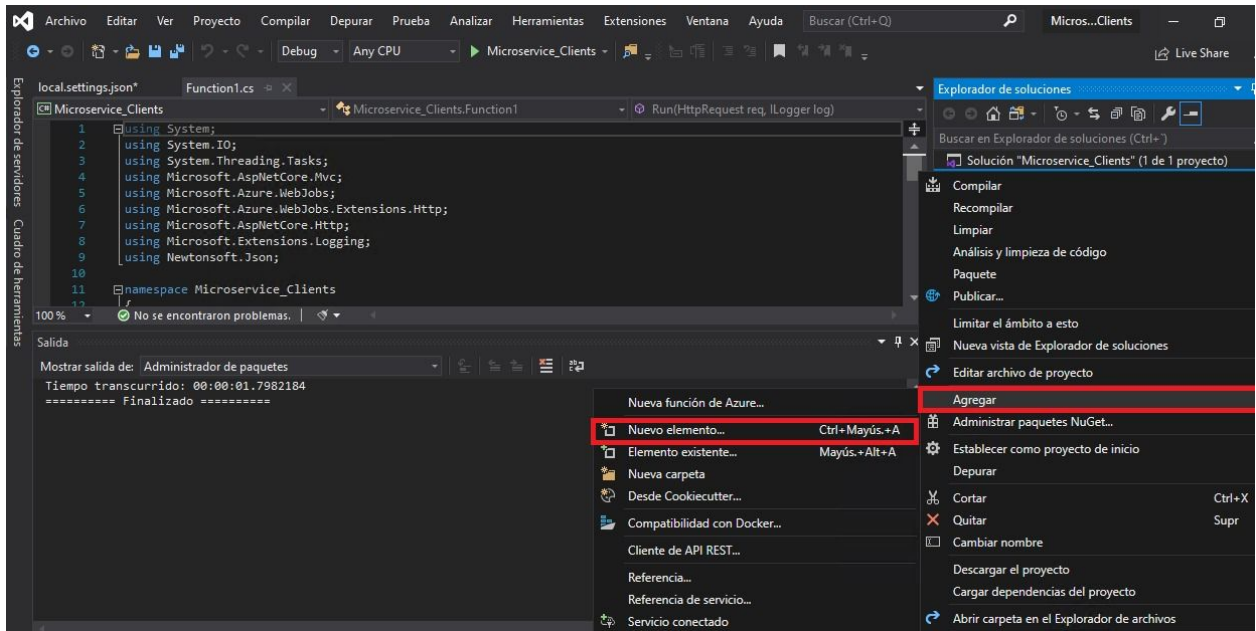 Archivo Editar Ver Proyecto Compilar Depurar Prueba Analizar Herramientas Extensiones Ventana Ayuda Buscar (Ctrl+Q) Micros...Clients
Debug Any CPU Microservice_Clients Live Share
Explorador de servidores
Cuadro de herramientas
local.settings.json* Function1.cs
Microservice_Clients Microservice_Clients.Function1 Run(HttpRequest req, ILogger log)
1 using System;
2 using System.IO;
3 using System.Threading.Tasks;
4 using Microsoft.AspNetCore.Mvc;
5 using Microsoft.Azure.WebJobs;
6 using Microsoft.Azure.WebJobs.Extensions.Http;
7 using Microsoft.AspNetCore.Http;
8 using Microsoft.Extensions.Logging;
9 using Newtonsoft.Json;
10
11 namespace Microservice_Clients
12 {
100 % No se encontraron problemas.
Salida
Mostrar salida de: Administrador de paquetes
Tiempo transcurrido: 00:00:01.7982184
========== Finalizado ==========
Explorador de soluciones
Buscar en Explorador de soluciones (Ctrl+´)
Solución "Microservice_Clients" (1 de 1 proyecto)
Compilar
Recompilar
Limpiar
Análisis y limpieza de código
Paquete
Publicar...
Limitar el ámbito a esto
Nueva vista de Explorador de soluciones
Editar archivo de proyecto
Agregar
Administrar paquetes NuGet...
Establecer como proyecto de inicio
Depurar
Cortar Ctrl+X
Quitar Supr
Cambiar nombre
Descargar el proyecto
Cargar dependencias del proyecto
Abrir carpeta en el Explorador de archivos
Nueva función de Azure...
Nuevo elemento... Ctrl+Mayús.+A
Elemento existente... Mayús.+Alt+A
Nueva carpeta
Desde Cookiecutter...
Compatibilidad con Docker...
Cliente de API REST...
Referencia...
Referencia de servicio...
Servicio conectado